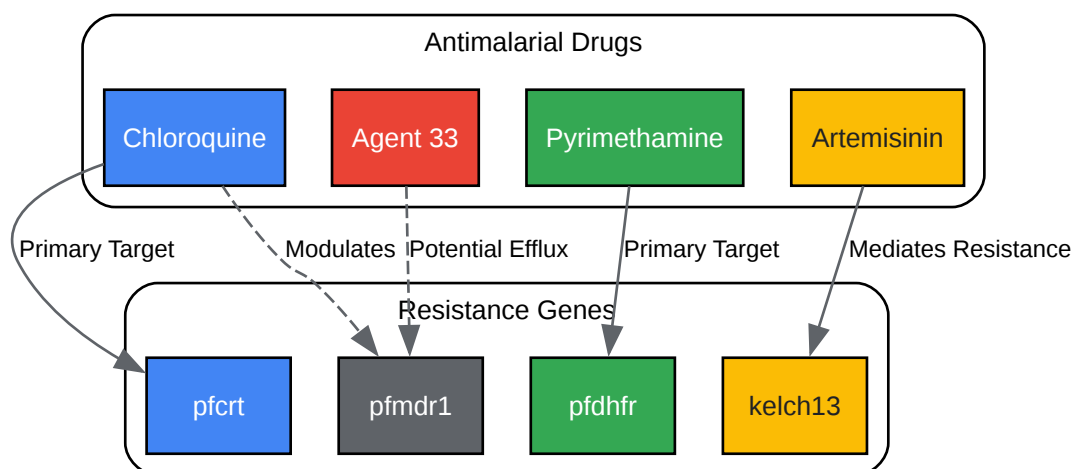 Antimalarial Drugs
Chloroquine
Agent 33
Pyrimethamine
Artemisinin
Primary Target
Modulates
Potential Efflux
Primary Target
Mediates Resistance
Resistance Genes
pfcrt
pfmdr1
pfdhfr
kelch13